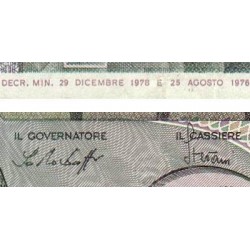 DECR. MIN. 29 DICEMBRE 1978 E 25 AGOSTO 1976
IL GOVERNATORE IL CASSIERE